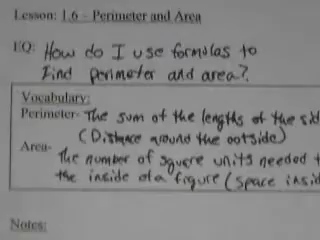 Lesson: 1.6 – Perimeter and Area
EQ: How do I use formulas to
find perimeter and area?
Vocabulary:
Perimeter- The sum of the lengths of the
(Distance around the outside)
Area-
The number of square units needed
the inside of a figure (space
Notes: